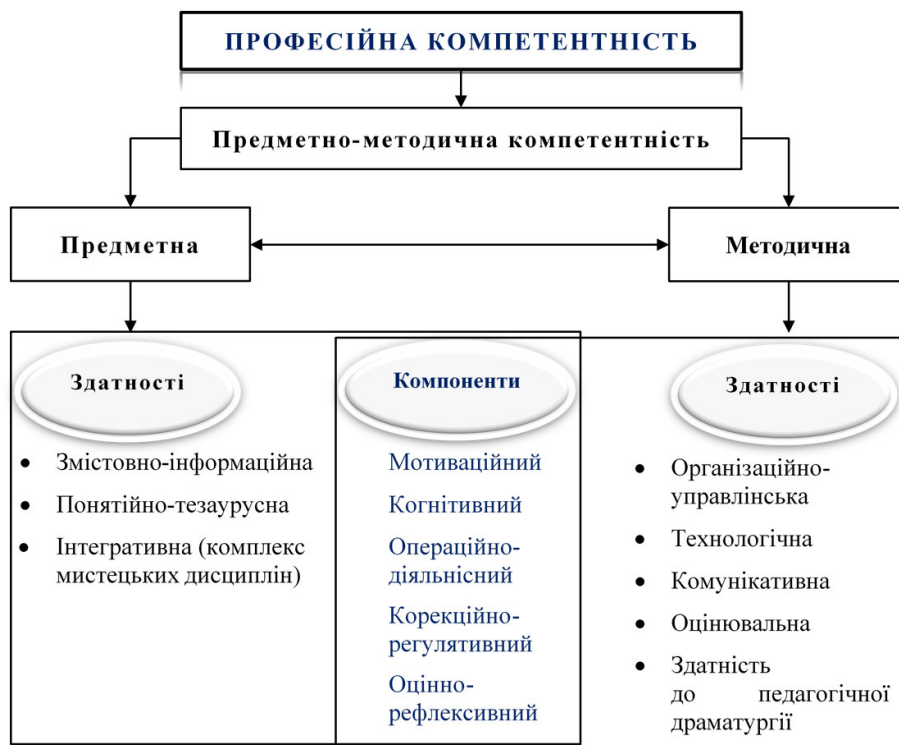 ПРОФЕСІЙНА КОМПЕТЕНТНІСТЬ
Предметно-методична компетентність
Предметна
Методична
Здатності
• Змістовно-інформаційна
• Понятійно-тезаурусна
• Інтегративна (комплекс
мистецьких дисциплін)
Компоненти
Мотиваційний
Когнітивний
Операційно-
діяльнісний
Корекційно-
регулятивний
Оцінно-
рефлексивний
Здатності
• Організаційно-
управлінська
• Технологічна
• Комунікативна
• Оцінювальна
• Здатність
до педагогічної
драматургії